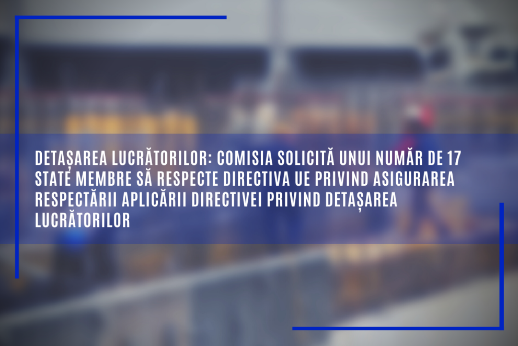 DETAȘAREA LUCRĂTORILOR: COMISIA SOLICITĂ UNUI NUMĂR DE 17
STATE MEMBRE SĂ RESPECTE DIRECTIVA UE PRIVIND ASIGURAREA
RESPECTĂRII APLICĂRII DIRECTIVEI PRIVIND DETAȘAREA
LUCRĂTORILOR